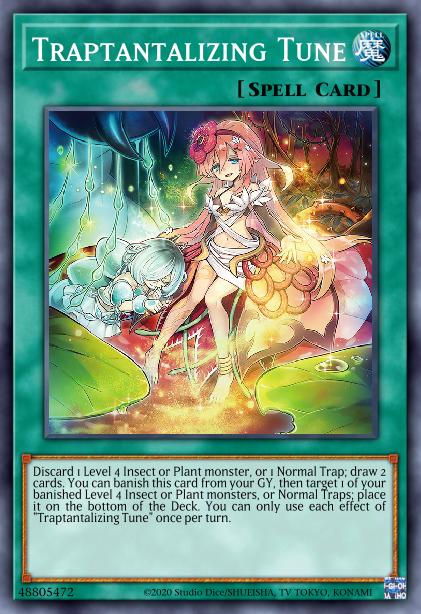 TRAPTANTALIZING TUNE
SPELL
魔
[SPELL CARD]
Discard 1 Level 4 Insect or Plant monster, or 1 Normal Trap; draw 2
cards. You can banish this card from your GY, then target 1 of your
banished Level 4 Insect or Plant monsters, or Normal Traps; place
it on the bottom of the Deck. You can only use each effect of
"Traptantalizing Tune" once per turn.
48805472
©2020 Studio Dice/SHUEISHA, TV TOKYO, KONAMI